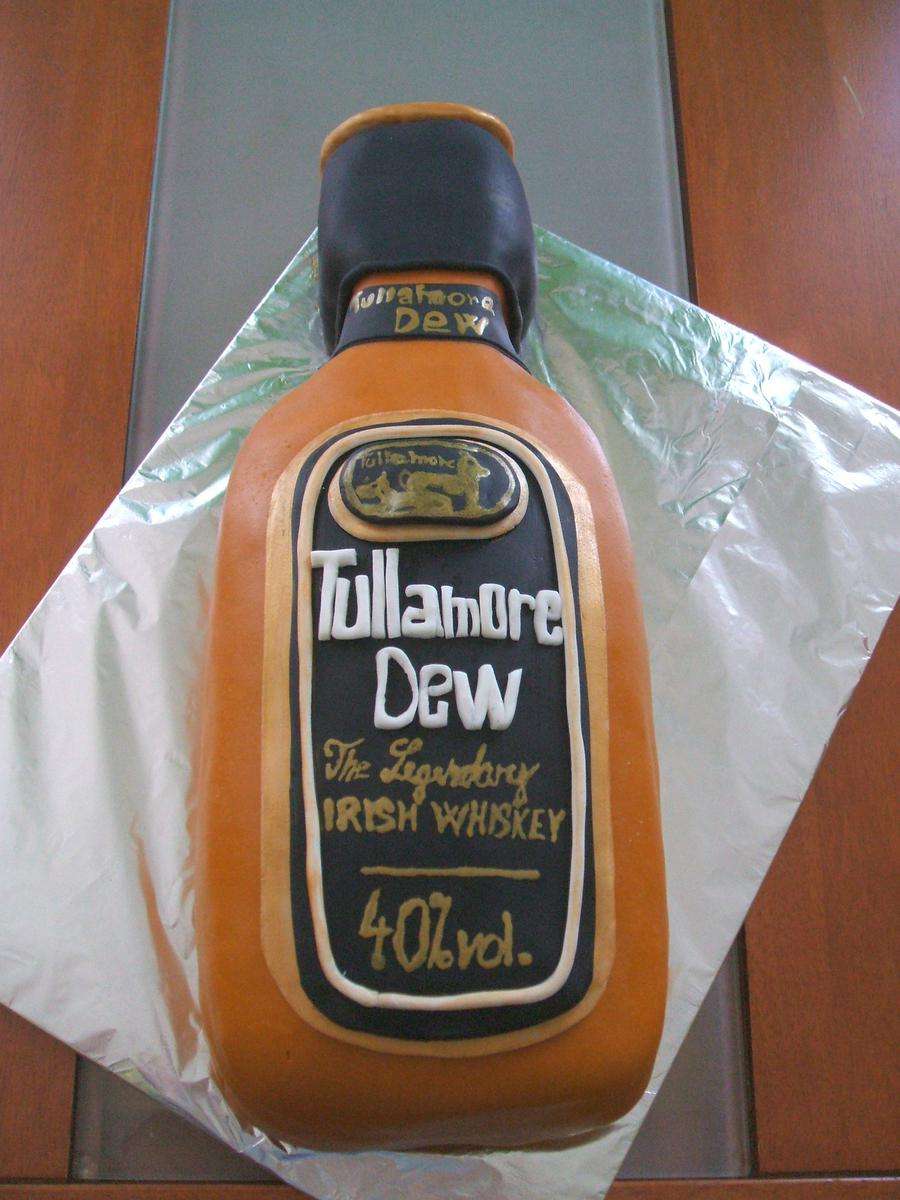 Tullamore
Dew
Tullamore
Tullamore
Dew
The Legendary
IRISH WHISKEY
40% vol.